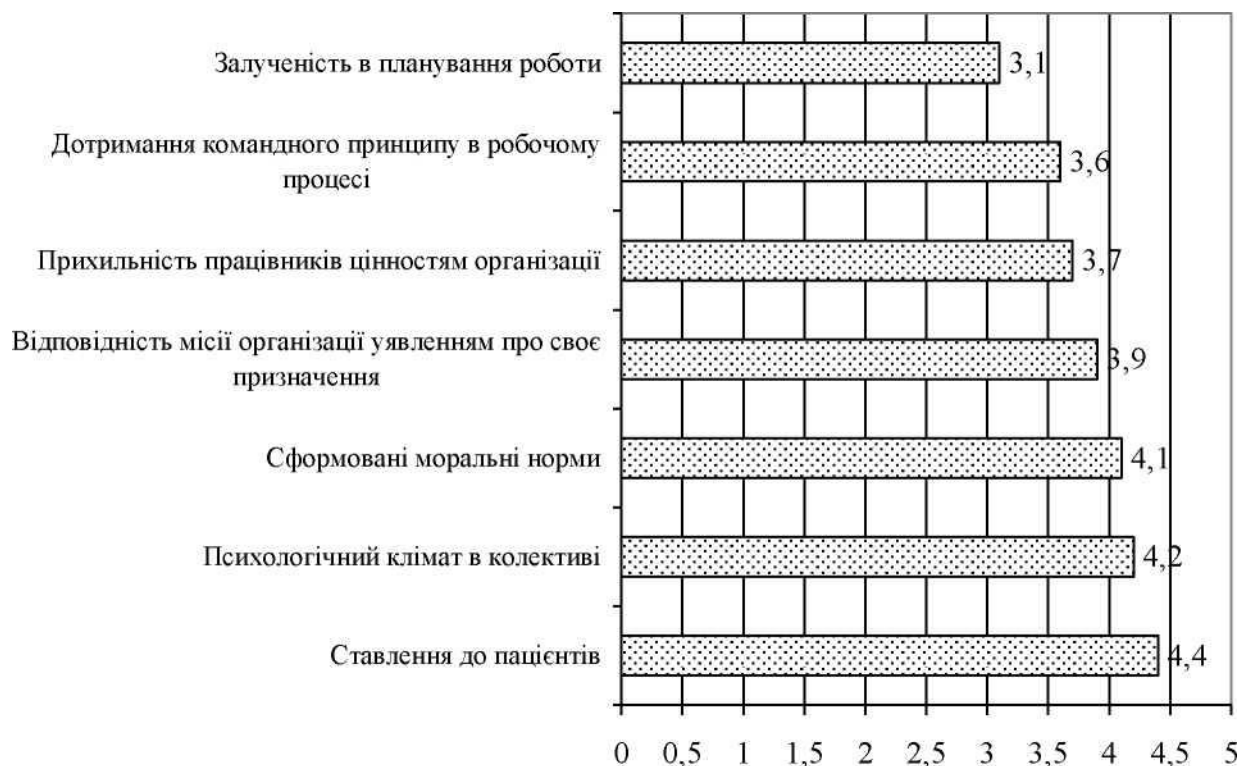 Залученість в планування роботи
3,1
Дотримання командного принципу в робочому
процесі
3,6
Прихильність працівників цінностям організації
3,7
Відповідність місії організації уявленням про своє
призначення
3,9
Сформовані моральні норми
4,1
Психологічний клімат в колективі
4,2
Ставлення до пацієнтів
4,4
0 0,5 1 1,5 2 2,5 3 3,5 4 4,5 5